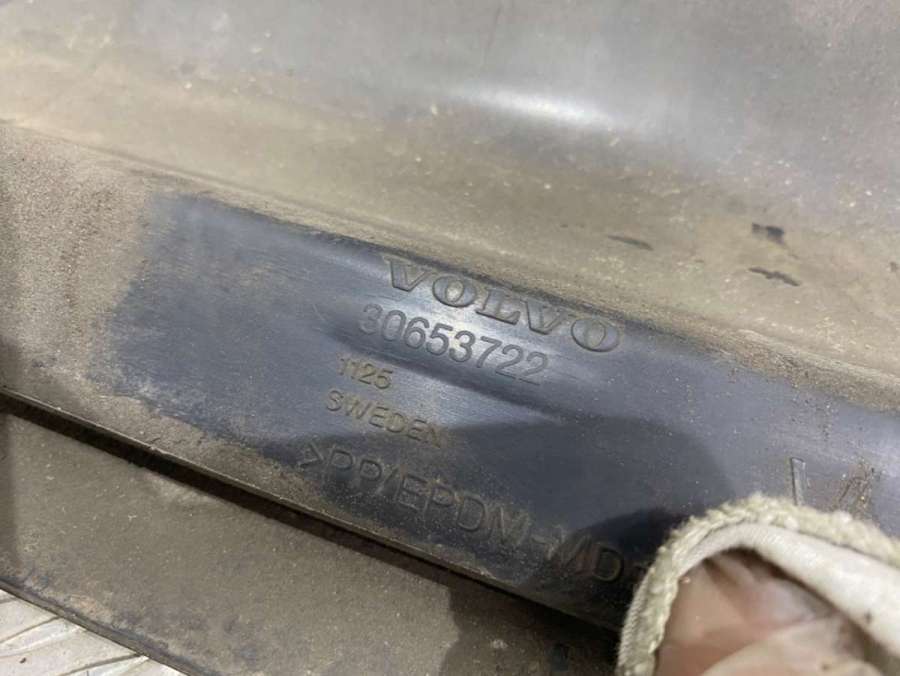 VOLVO
30653722
1125
SWEDEN
>PP/EPDM-MD